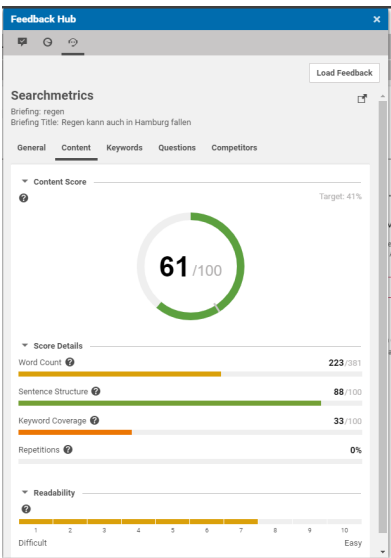 Feedback Hub ×
Load Feedback
Searchmetrics
Briefing: regen
Briefing Title: Regen kann auch in Hamburg fallen
General Content Keywords Questions Competitors
Content Score
Target: 41%
61/100
Score Details
Word Count 223/381
Sentence Structure 88/100
Keyword Coverage 33/100
Repetitions 0%
Readability
1 2 3 4 5 6 7 8 9 10
Difficult Easy